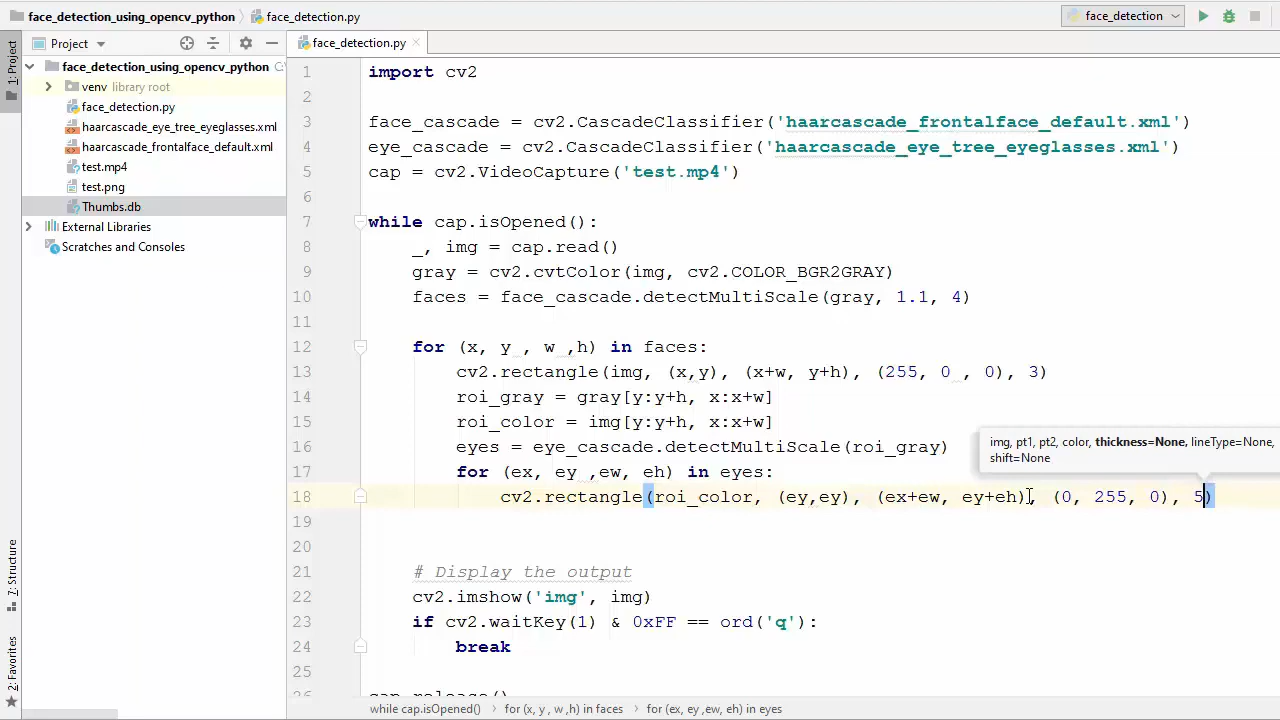 face_detection_using_opencv_python face_detection.py face_detection
1: Project
Project
face_detection.py
face_detection_using_opencv_python
venv library root
face_detection.py
haarcascade_eye_tree_eyeglasses.xml
haarcascade_frontalface_default.xml
test.mp4
test.png
Thumbs.db
External Libraries
Scratches and Consoles
Z: Structure
2: Favorites
1 import cv2
2
3 face_cascade = cv2.CascadeClassifier('haarcascade_frontalface_default.xml')
4 eye_cascade = cv2.CascadeClassifier('haarcascade_eye_tree_eyeglasses.xml')
5 cap = cv2.VideoCapture('test.mp4')
6
7 while cap.isOpened():
8 _, img = cap.read()
9 gray = cv2.cvtColor(img, cv2.COLOR_BGR2GRAY)
10 faces = face_cascade.detectMultiScale(gray, 1.1, 4)
11
12 for (x, y , w ,h) in faces:
13 cv2.rectangle(img, (x,y), (x+w, y+h), (255, 0 , 0), 3)
14 roi_gray = gray[y:y+h, x:x+w]
15 roi_color = img[y:y+h, x:x+w]
16 eyes = eye_cascade.detectMultiScale(roi_gray)
17 for (ex, ey ,ew, eh) in eyes:
18 cv2.rectangle(roi_color, (ey,ey), (ex+ew, ey+eh), (0, 255, 0), 5)
img, pt1, pt2, color, thickness=None, lineType=None,
shift=None
19
20
21 # Display the output
22 cv2.imshow('img', img)
23 if cv2.waitKey(1) & 0xFF == ord('q'):
24 break
25
26 cap.release()
while cap.isOpened() for (x, y , w ,h) in faces for (ex, ey ,ew, eh) in eyes